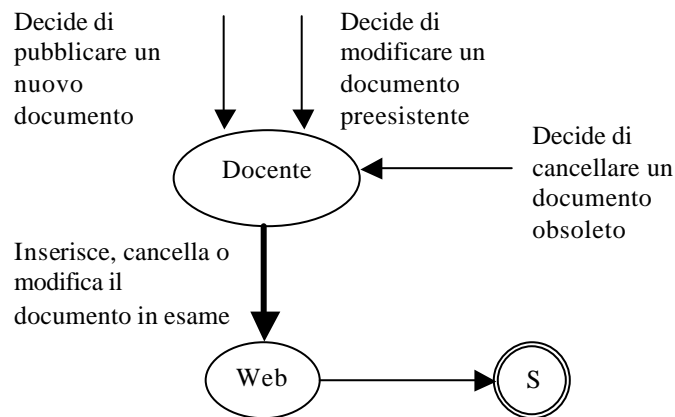 Decide di
pubblicare un
nuovo
documento
Decide di
modificare un
documento
preesistente
Decide di
cancellare un
documento
obsoleto
Docente
Inserisce, cancella o
modifica il
documento in esame
Web
S